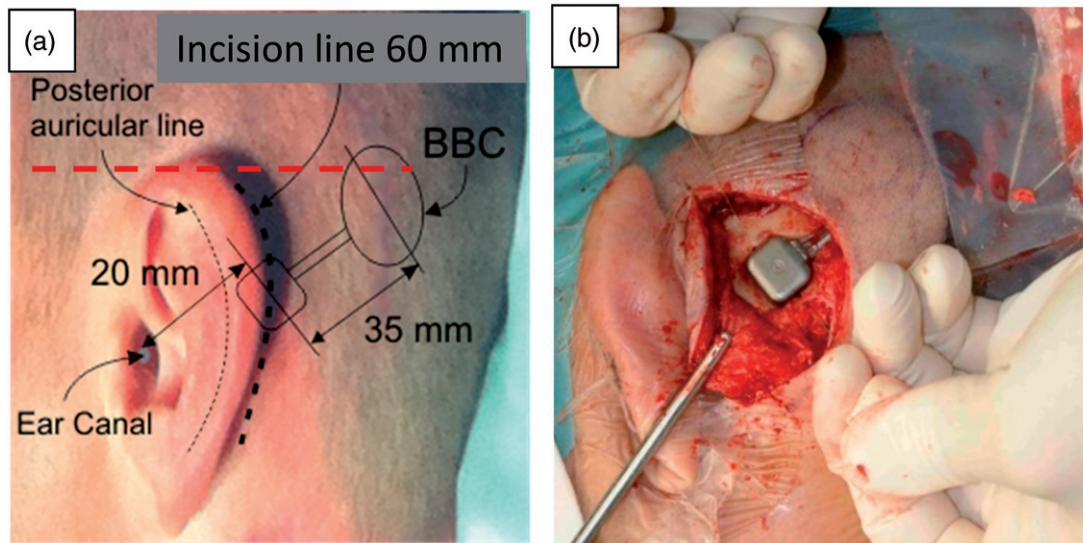 (a)
Incision line 60 mm
Posterior
auricular line
BBC
20 mm
35 mm
Ear Canal
(b)